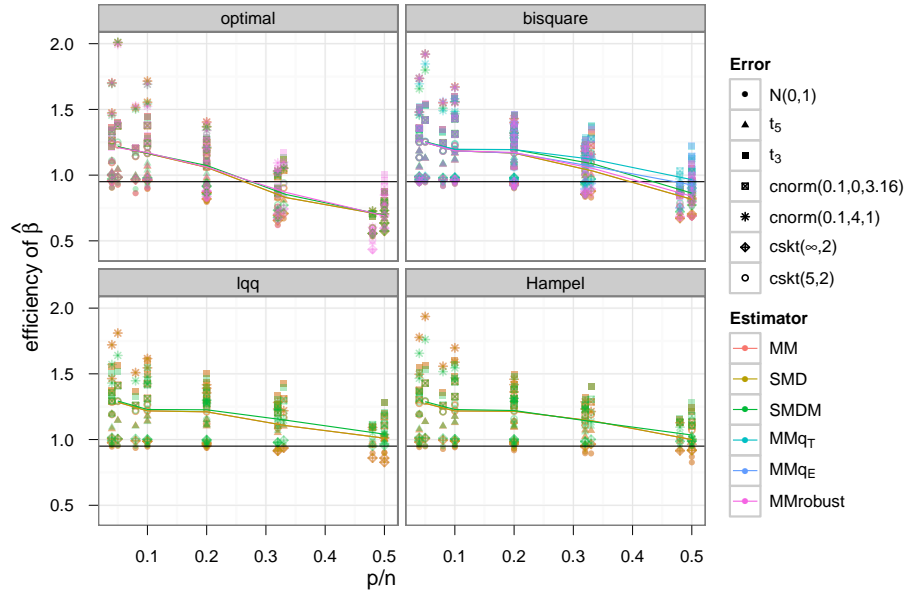 optimal
bisquare
2.0
1.5
1.0
0.5
lqq
Hampel
2.0
1.5
1.0
0.5
0.1 0.2 0.3 0.4 0.5
0.1 0.2 0.3 0.4 0.5
p/n
efficiency of β̂
Error
N(0,1)
t₅
t₃
cnorm(0.1,0,3.16)
cnorm(0.1,4,1)
cskt(∞,2)
cskt(5,2)
Estimator
MM
SMD
SMDM
MMq_T
MMq_E
MMrobust